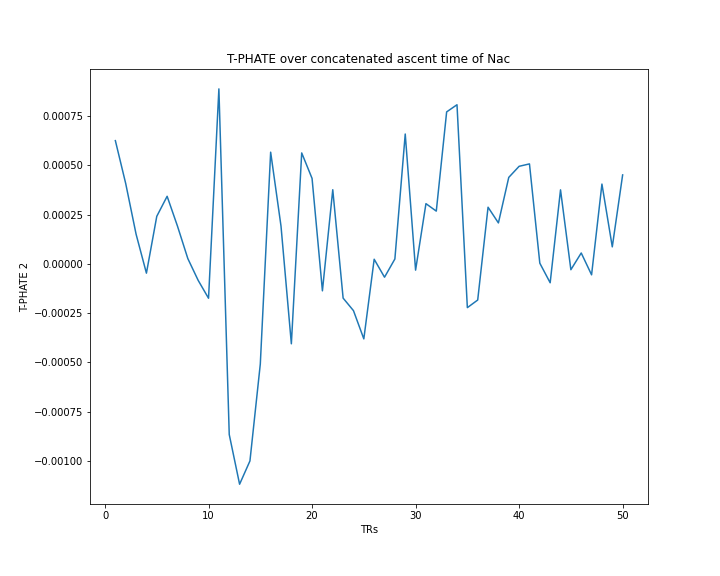 T-PHATE over concatenated ascent time of Nac
T-PHATE 2
0.00075
0.00050
0.00025
0.00000
−0.00025
−0.00050
−0.00075
−0.00100
0 10 20 30 40 50
TRs